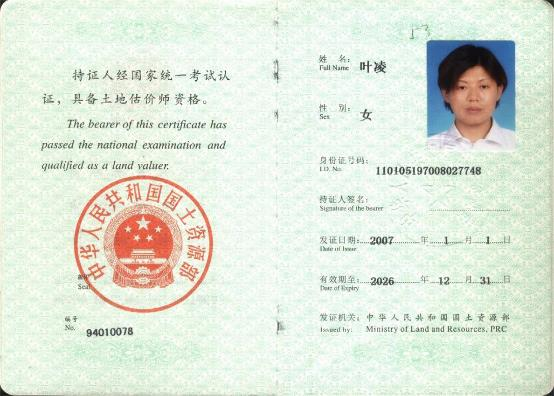 持证人经国家统一考试认
证，具备土地估价师资格。
The bearer of this certificate has
passed the national examination and
qualified as a land valuer.
中华人民共和国国土资源部
Seal
编号
No. 94010078
姓 名: 叶凌
Full Name
性 别: 女
Sex
身份证号码:
I.D. No. 110105197008027748
持证人签名:
Signature of the bearer
发证日期: 2007 年 1 月 1 日
Date of Issue
有效期至: 2026 年 12 月 31 日
Date of Expiry
发证机关: 中华人民共和国国土资源部
Issued by: Ministry of Land and Resources, PRC